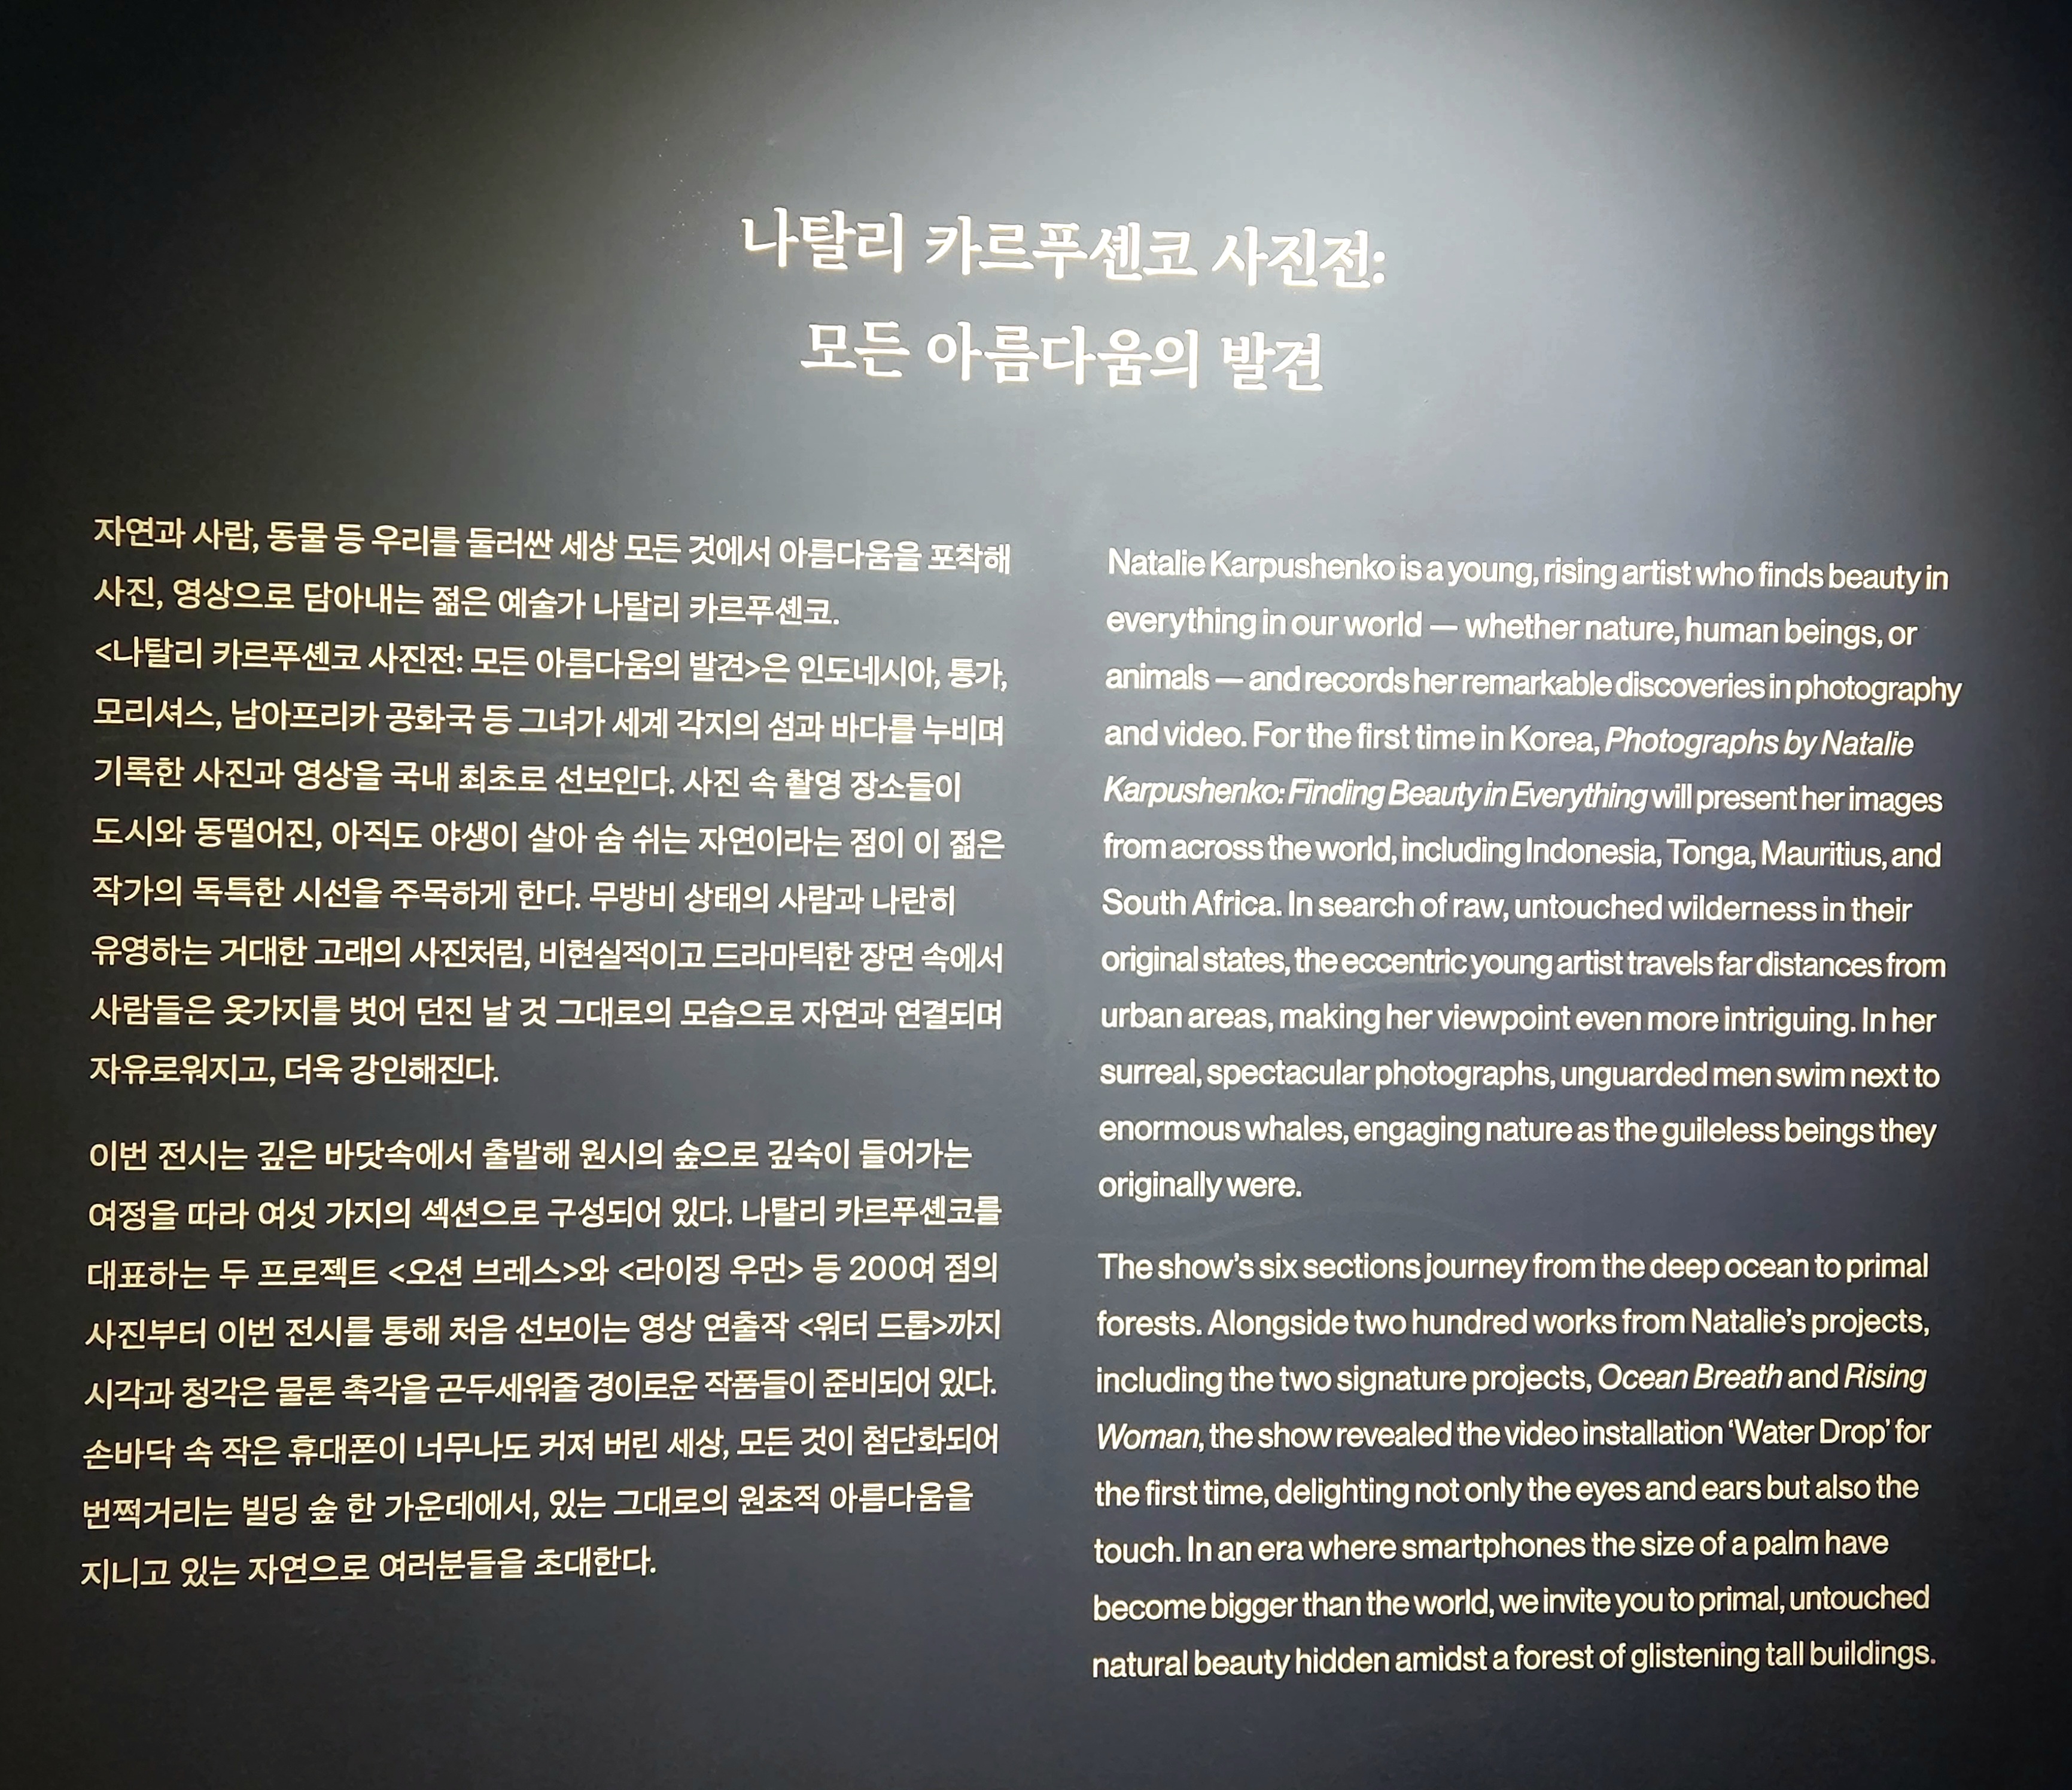 나탈리 카르푸셴코 사진전:
모든 아름다움의 발견
자연과 사람, 동물 등 우리를 둘러싼 세상 모든 것에서 아름다움을 포착해
사진, 영상으로 담아내는 젊은 예술가 나탈리 카르푸셴코.
<나탈리 카르푸셴코 사진전: 모든 아름다움의 발견>은 인도네시아, 통가,
모리셔스, 남아프리카 공화국 등 그녀가 세계 각지의 섬과 바다를 누비며
기록한 사진과 영상을 국내 최초로 선보인다. 사진 속 촬영 장소들이
도시와 동떨어진, 아직도 야생이 살아 숨 쉬는 자연이라는 점이 이 젊은
작가의 독특한 시선을 주목하게 한다. 무방비 상태의 사람과 나란히
유영하는 거대한 고래의 사진처럼, 비현실적이고 드라마틱한 장면 속에서
사람들은 옷가지를 벗어 던진 날 것 그대로의 모습으로 자연과 연결되며
자유로워지고, 더욱 강인해진다.
이번 전시는 깊은 바닷속에서 출발해 원시의 숲으로 깊숙이 들어가는
여정을 따라 여섯 가지의 섹션으로 구성되어 있다. 나탈리 카르푸셴코를
대표하는 두 프로젝트 <오션 브레스>와 <라이징 우먼> 등 200여 점의
사진부터 이번 전시를 통해 처음 선보이는 영상 연출작 <워터 드롭>까지
시각과 청각은 물론 촉각을 곤두세워줄 경이로운 작품들이 준비되어 있다.
손바닥 속 작은 휴대폰이 너무나도 커져 버린 세상, 모든 것이 첨단화되어
번쩍거리는 빌딩 숲 한 가운데에서, 있는 그대로의 원초적 아름다움을
지니고 있는 자연으로 여러분들을 초대한다.
Natalie Karpushenko is a young, rising artist who finds beauty in
everything in our world — whether nature, human beings, or
animals — and records her remarkable discoveries in photography
and video. For the first time in Korea, Photographs by Natalie
Karpushenko: Finding Beauty in Everything will present her images
from across the world, including Indonesia, Tonga, Mauritius, and
South Africa. In search of raw, untouched wilderness in their
original states, the eccentric young artist travels far distances from
urban areas, making her viewpoint even more intriguing. In her
surreal, spectacular photographs, unguarded men swim next to
enormous whales, engaging nature as the guileless beings they
originally were.
The show's six sections journey from the deep ocean to primal
forests. Alongside two hundred works from Natalie's projects,
including the two signature projects, Ocean Breath and Rising
Woman, the show revealed the video installation ‘Water Drop’ for
the first time, delighting not only the eyes and ears but also the
touch. In an era where smartphones the size of a palm have
become bigger than the world, we invite you to primal, untouched
natural beauty hidden amidst a forest of glistening tall buildings.